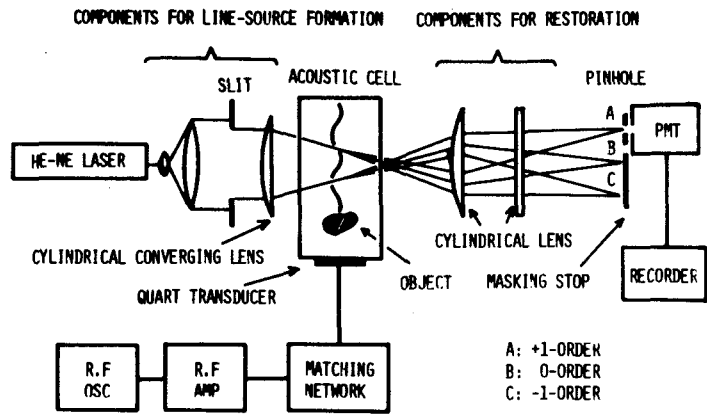 COMPONENTS FOR LINE-SOURCE FORMATION
COMPONENTS FOR RESTORATION
SLIT
ACOUSTIC CELL
PINHOLE
A
B
C
PMT
HE-NE LASER
CYLINDRICAL CONVERGING LENS
QUART TRANSDUCER
OBJECT
CYLINDRICAL LENS
MASKING STOP
RECORDER
R.F
OSC
R.F
AMP
MATCHING
NETWORK
A: +1-ORDER
B: 0-ORDER
C: -1-ORDER